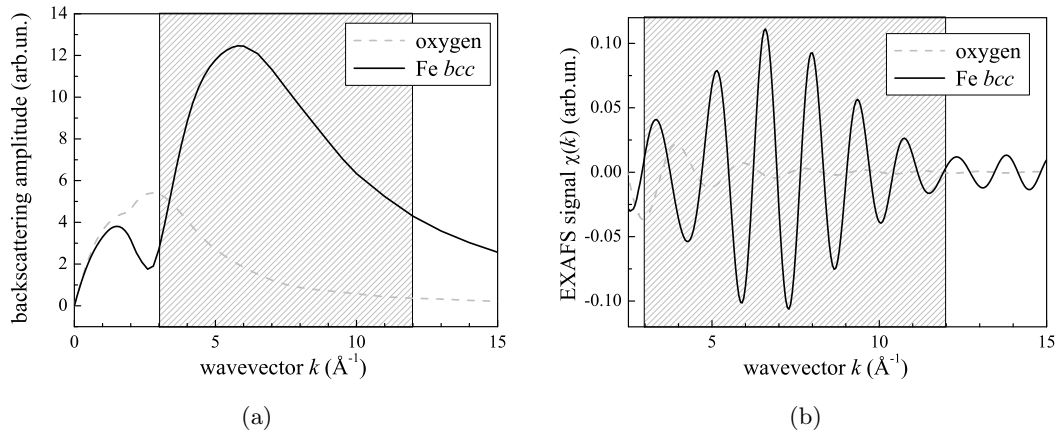 backscattering amplitude (arb.un.)
14
12
10
8
6
4
2
0
oxygen
Fe bcc
0 5 10 15
wavevector k (Å⁻¹)
(a)
EXAFS signal χ(k) (arb.un.)
0.10
0.05
0.00
-0.05
-0.10
oxygen
Fe bcc
5 10 15
wavevector k (Å⁻¹)
(b)